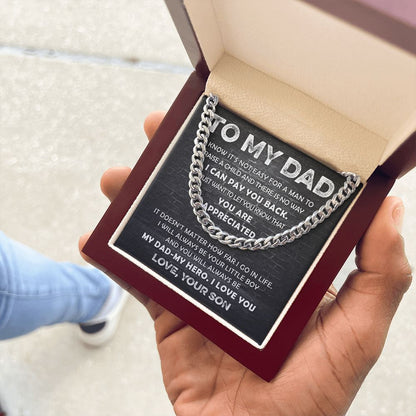 TO MY DAD
I KNOW IT'S NOT EASY FOR A MAN TO
RAISE A CHILD AND THERE IS NO WAY
I CAN PAY YOU BACK.
JUST WANT TO LET YOU KNOW THAT
YOU ARE
APPRECIATED.
IT DOESN'T MATTER HOW FAR I GO IN LIFE.
I WILL ALWAYS BE YOUR LITTLE BOY
AND YOU WILL ALWAYS BE
MY DAD-MY HERO. I LOVE YOU
LOVE, YOUR SON